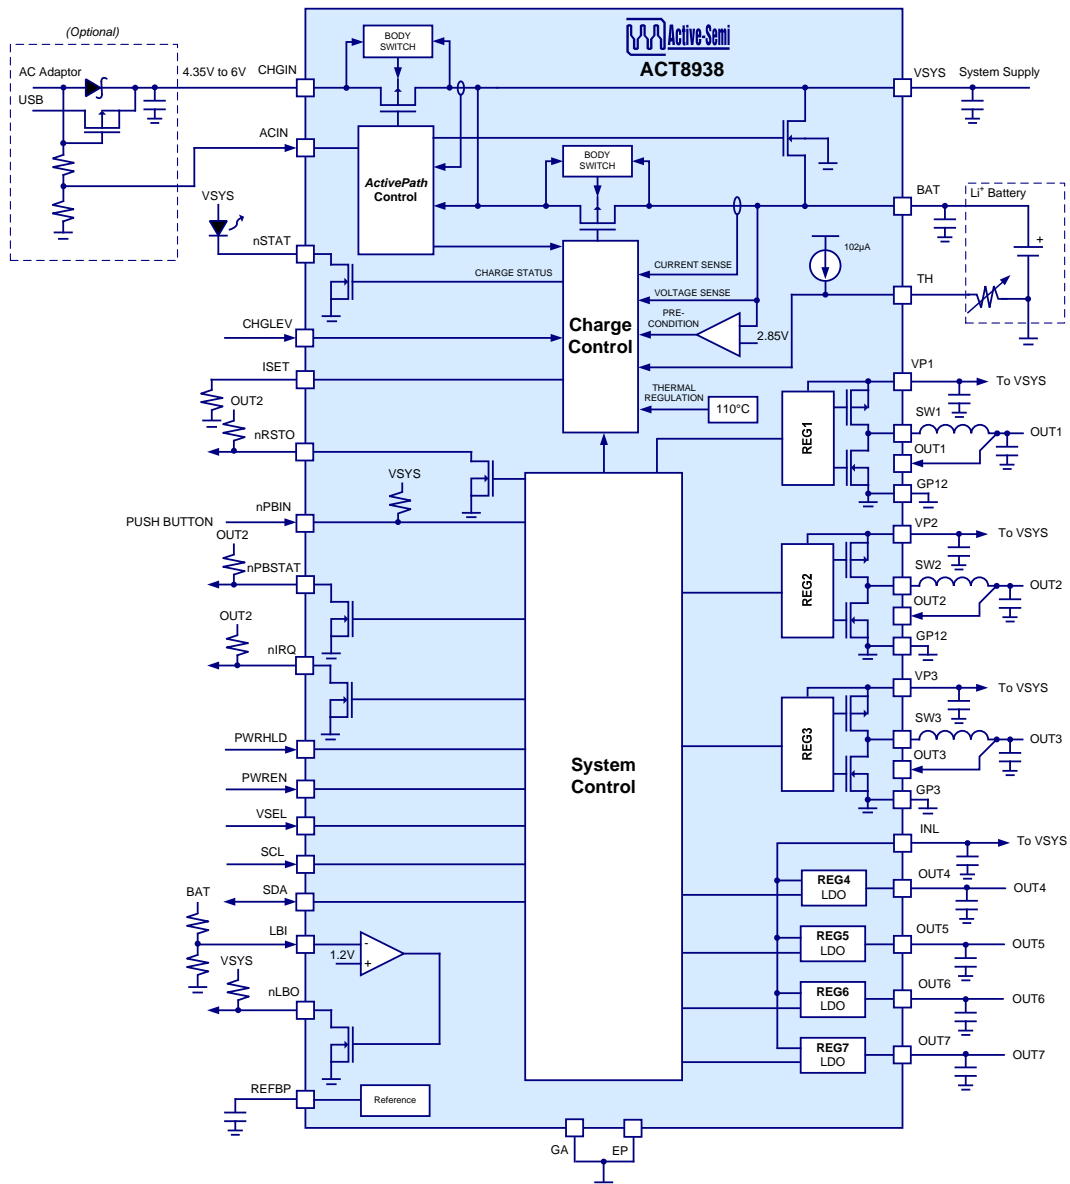 (Optional)
AC Adaptor
USB
4.35V to 6V
CHGIN
BODY
SWITCH
Active-Semi
ACT8938
VSYS
System Supply
ACIN
ActivePath
Control
BODY
SWITCH
BAT
Li+ Battery
+
VSYS
nSTAT
CHARGE STATUS
CURRENT SENSE
102µA
VOLTAGE SENSE
TH
CHGLEV
Charge
Control
PRE-
CONDITION
2.85V
ISET
THERMAL
REGULATION
110°C
VP1
To VSYS
OUT2
nRSTO
REG1
SW1
OUT1
OUT1
GP12
VSYS
nPBIN
PUSH BUTTON
OUT2
nPBSTAT
VP2
To VSYS
REG2
SW2
OUT2
OUT2
GP12
OUT2
nIRQ
VP3
To VSYS
REG3
SW3
OUT3
OUT3
GP3
PWRHLD
PWREN
VSEL
SCL
SDA
System
Control
INL
To VSYS
REG4
LDO
OUT4
OUT4
REG5
LDO
OUT5
OUT5
REG6
LDO
OUT6
OUT6
REG7
LDO
OUT7
OUT7
BAT
LBI
1.2V
-
+
VSYS
nLBO
REFBP
Reference
GA
EP